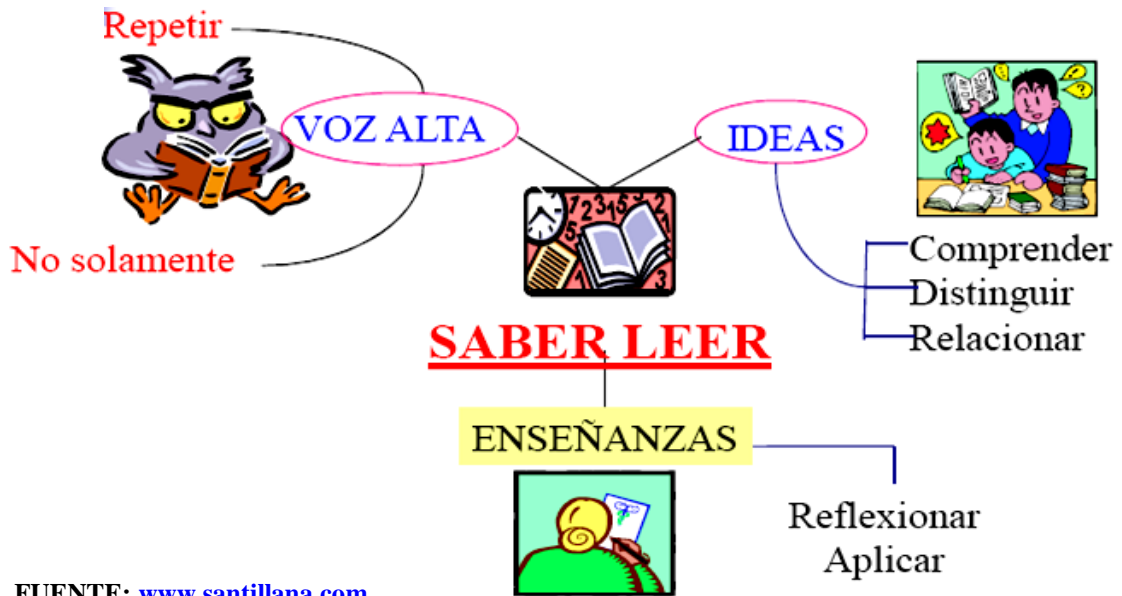 Repetir
VOZ ALTA
No solamente
IDEAS
Comprender
Distinguir
Relacionar
SABER LEER
ENSEÑANZAS
Reflexionar
Aplicar
FUENTE: www.santillana.com